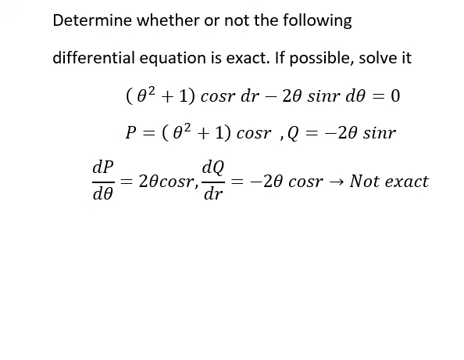 Determine whether or not the following
differential equation is exact. If possible, solve it
( θ² + 1) cosr dr − 2θ sinr dθ = 0
P = ( θ² + 1) cosr , Q = −2θ sinr
dP/dθ = 2θcosr, dQ/dr = −2θ cosr → Not exact